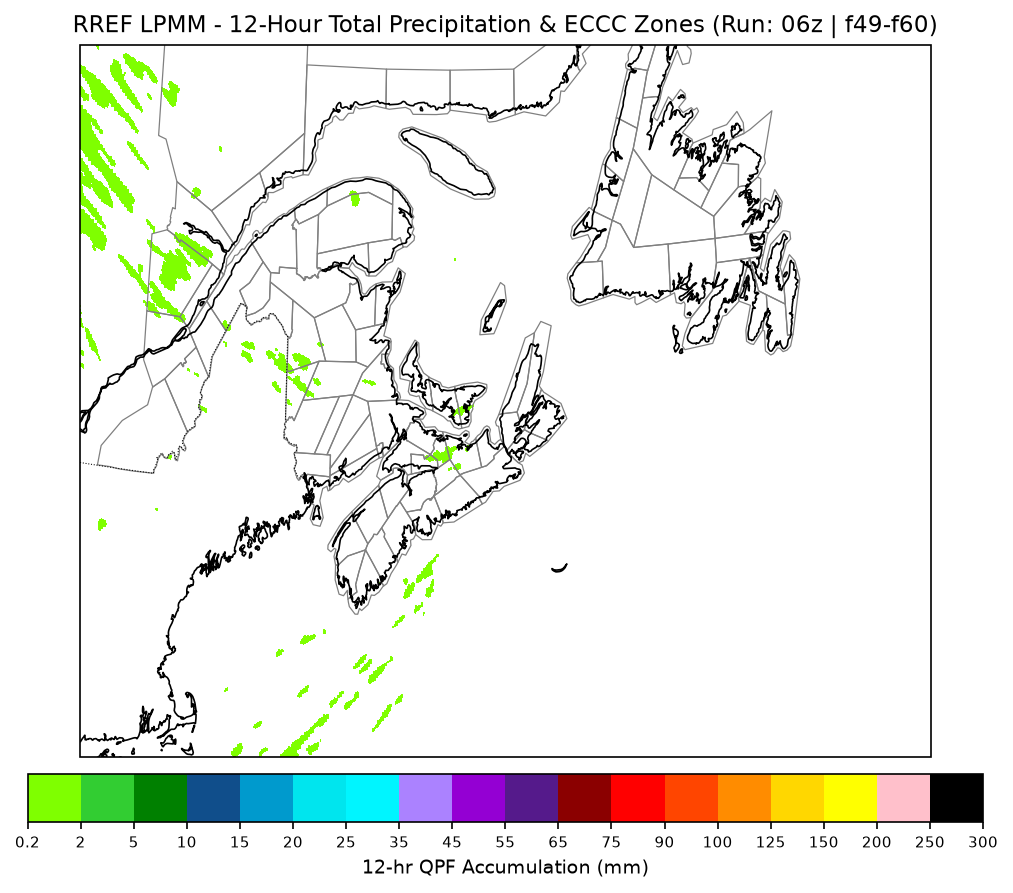 RREF LPMM - 12-Hour Total Precipitation & ECCC Zones (Run: 06z | f49-f60)
0.2 2 5 10 15 20 25 35 45 55 65 80 90 100 125 150 200 250 300
12-hr QPF Accumulation (mm)